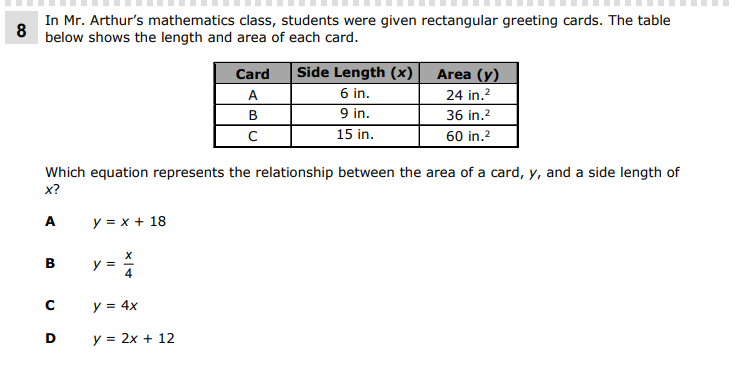 8
In Mr. Arthur's mathematics class, students were given rectangular greeting cards. The table
below shows the length and area of each card.
Card Side Length (x) Area (y)
A 6 in. 24 in.²
B 9 in. 36 in.²
C 15 in. 60 in.²
Which equation represents the relationship between the area of a card, y, and a side length of
x?
A y = x + 18
B y = x/4
C y = 4x
D y = 2x + 12